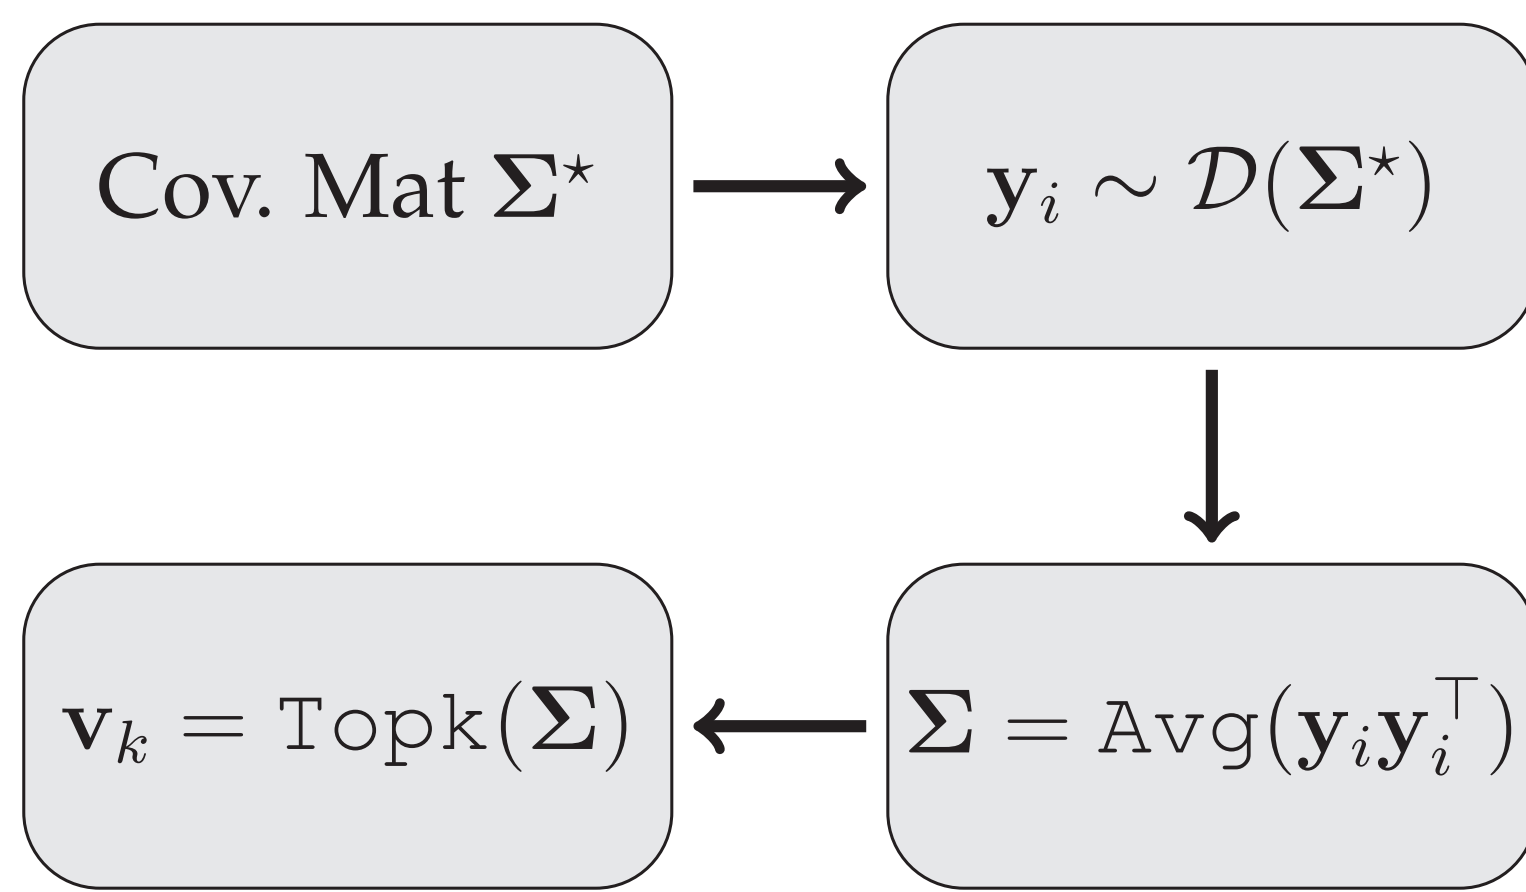 Cov. Mat 𝚺⋆
𝐲ᵢ ∼ 𝒟(𝚺⋆)
𝐯ₖ = Topk(𝚺)
𝚺 = Avg(𝐲ᵢ𝐲ᵢ⊤)